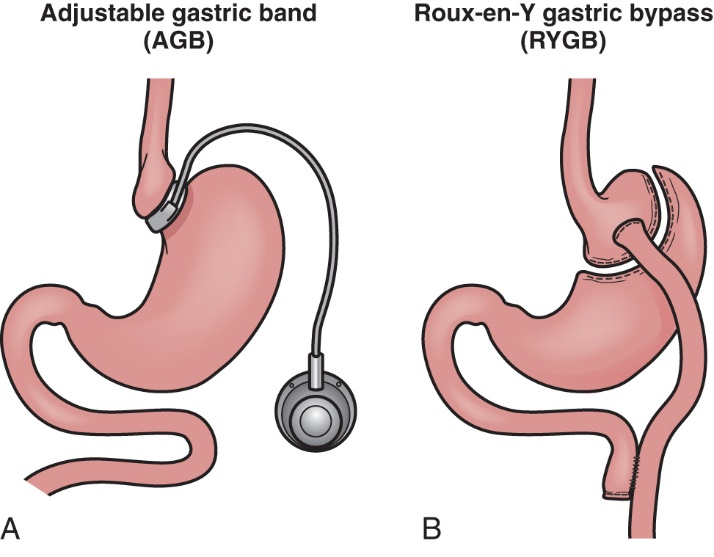 Adjustable gastric band
(AGB)
Roux-en-Y gastric bypass
(RYGB)
A
B